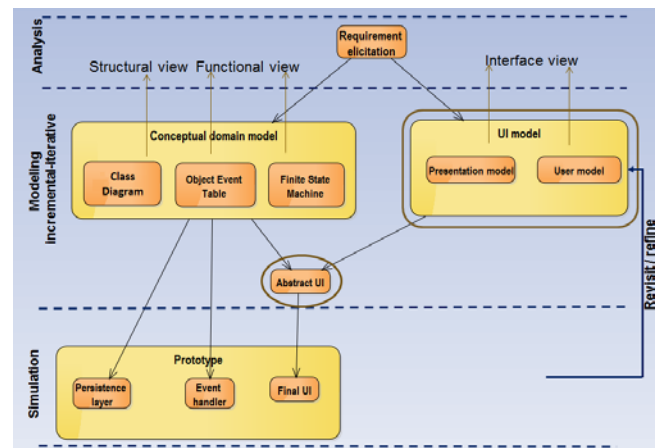 Analysis
Requirement
elicitation
Structural view
Functional view
Interface view
Modeling
Incremental-iterative
Conceptual domain model
UI model
Class
Diagram
Object Event
Table
Finite State
Machine
Presentation model
User model
Abstract UI
Revisit / refine
Simulation
Prototype
Persistence
layer
Event
handler
Final UI